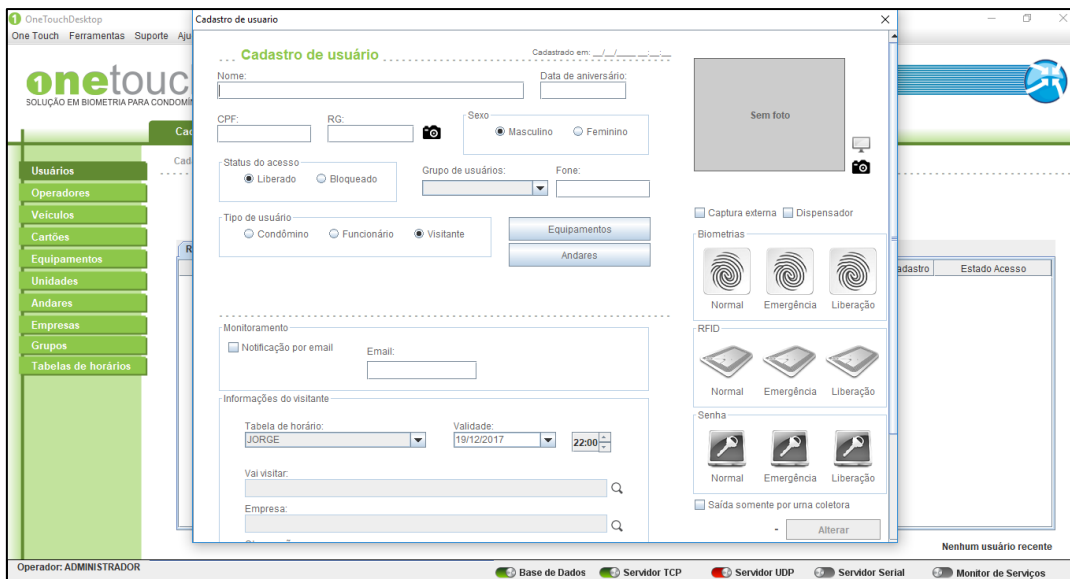 OneTouchDesktop
One Touch Ferramentas Suporte Aju
onetouc
SOLUÇÃO EM BIOMETRIA PARA CONDOMÍ
Usuários
Operadores
Veículos
Cartões
Equipamentos
Unidades
Andares
Empresas
Grupos
Tabelas de horários
Cadastro de usuario
Cadastro de usuário
Cadastrado em: __/__/____ __:__:__
Nome:
Data de aniversário:
CPF:
RG:
Sexo
Masculino Feminino
Status do acesso
Liberado Bloqueado
Grupo de usuários:
Fone:
Tipo de usuário
Condômino Funcionário Visitante
Equipamentos
Andares
Monitoramento
Notificação por email
Email:
Informações do visitante
Tabela de horário:
JORGE
Validade:
19/12/2017
22:00
Vai visitar:
Empresa:
Sem foto
Captura externa Dispensador
Biometrias
Normal Emergência Liberação
RFID
Normal Emergência Liberação
Senha
Normal Emergência Liberação
Saída somente por uma coletora
- Alterar
Cad
Cad
R
adastro Estado Acesso
Nenhum usuário recente
Operador: ADMINISTRADOR
Base de Dados Servidor TCP Servidor UDP Servidor Serial Monitor de Serviços